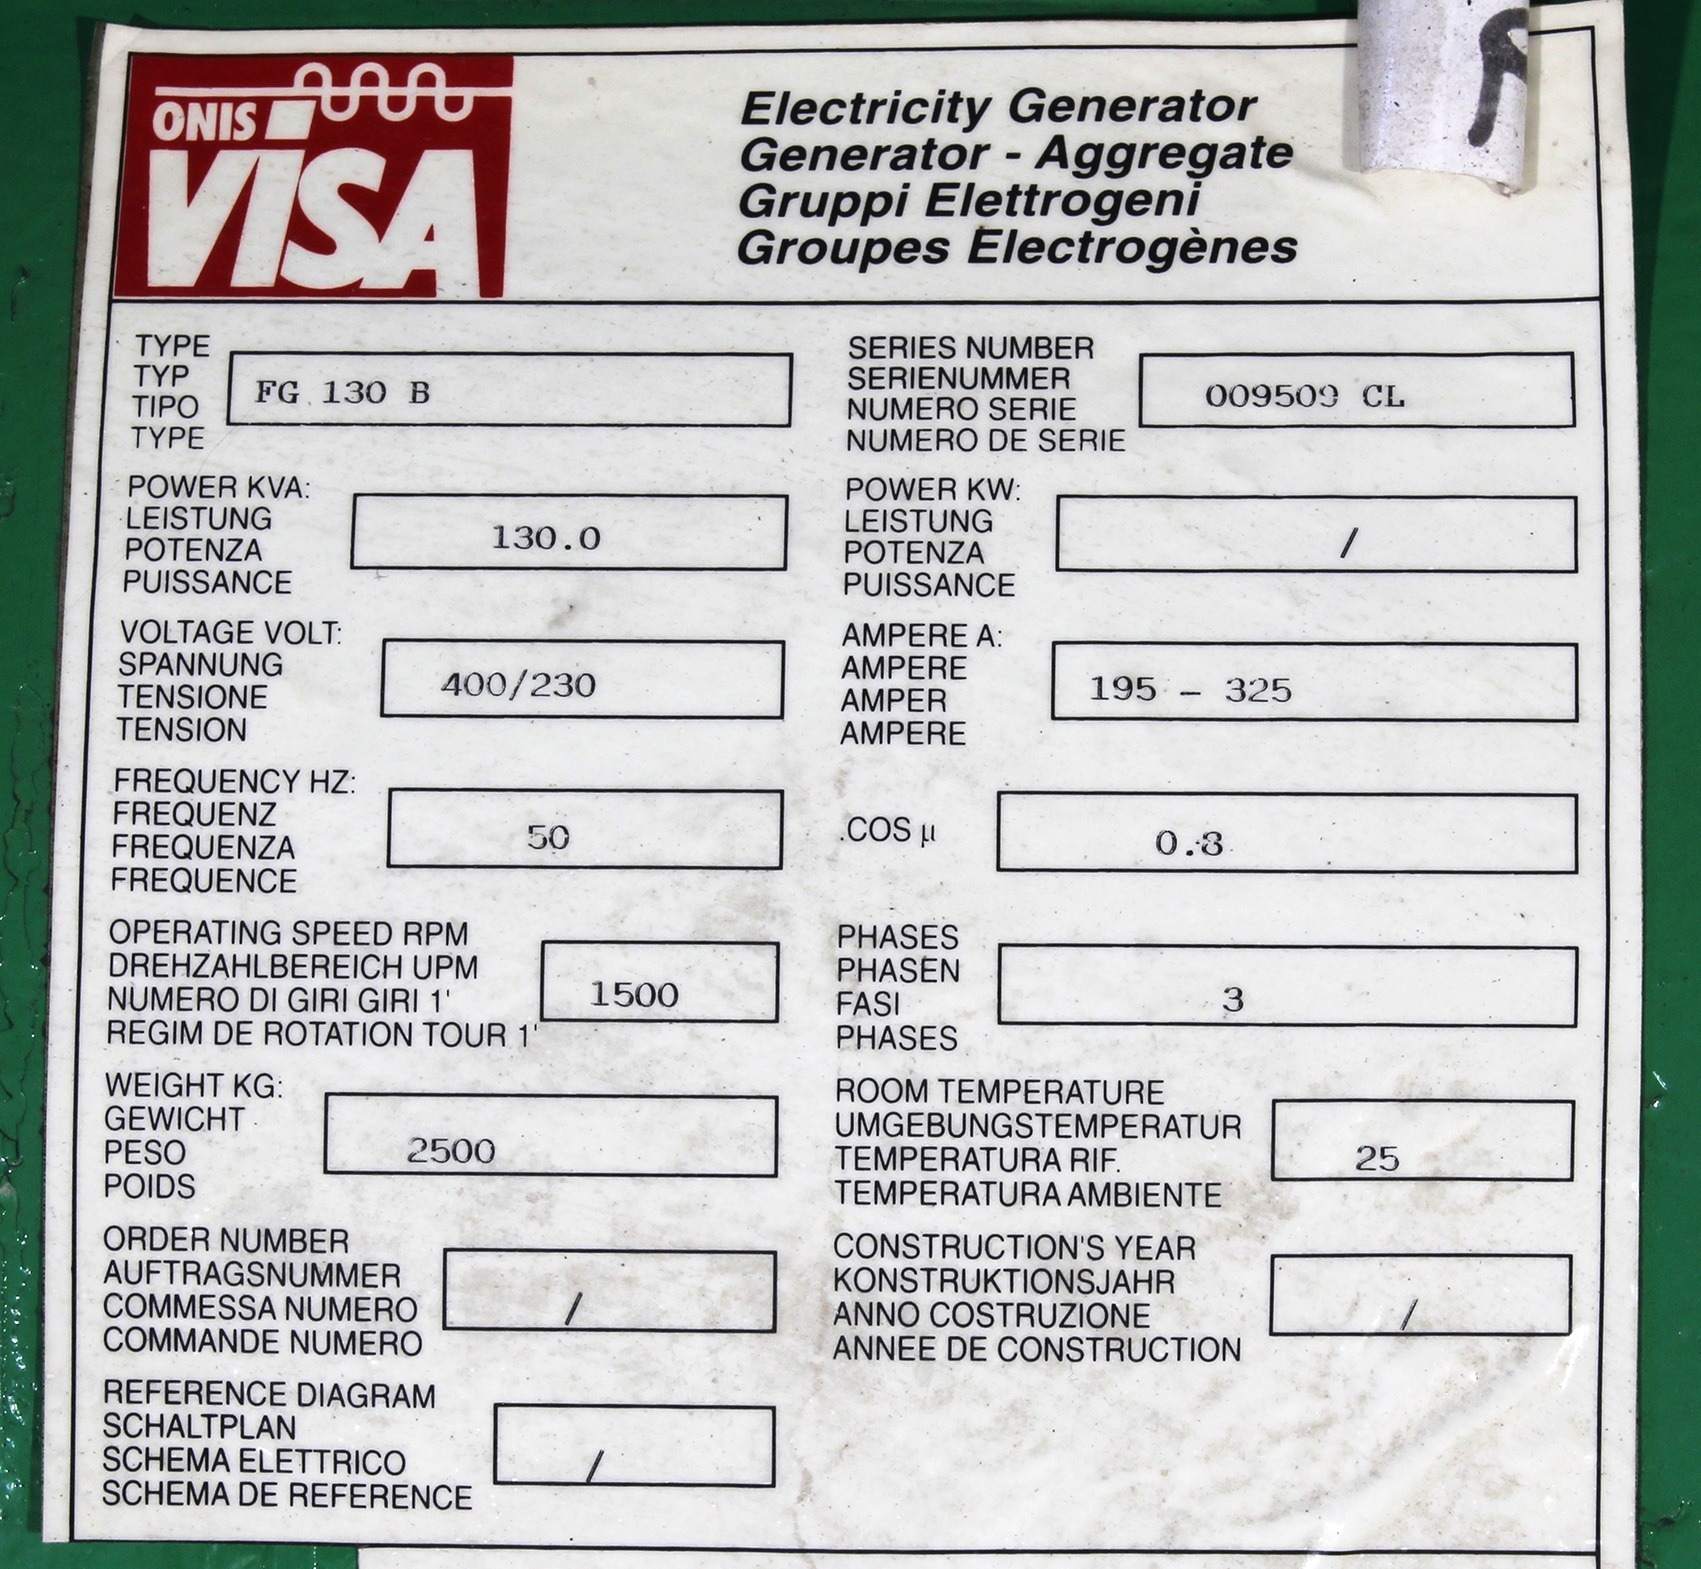 ONIS
VISA
Electricity Generator
Generator - Aggregate
Gruppi Elettrogeni
Groupes Electrogènes
TYPE
TYP
TIPO
TYPE
FG 130 B
SERIES NUMBER
SERIENUMMER
NUMERO SERIE
NUMERO DE SERIE
009509 CL
POWER KVA:
LEISTUNG
POTENZA
PUISSANCE
130.0
POWER KW:
LEISTUNG
POTENZA
PUISSANCE
/
VOLTAGE VOLT:
SPANNUNG
TENSIONE
TENSION
400/230
AMPERE A:
AMPERE
AMPER
AMPERE
195 - 325
FREQUENCY HZ:
FREQUENZ
FREQUENZA
FREQUENCE
50
.COS µ
0.8
OPERATING SPEED RPM
DREHZAHLBEREICH UPM
NUMERO DI GIRI GIRI 1'
REGIM DE ROTATION TOUR 1'
1500
PHASES
PHASEN
FASI
PHASES
3
WEIGHT KG:
GEWICHT
PESO
POIDS
2500
ROOM TEMPERATURE
UMGEBUNGSTEMPERATUR
TEMPERATURA RIF.
TEMPERATURA AMBIENTE
25
ORDER NUMBER
AUFTRAGSNUMMER
COMMESSA NUMERO
COMMANDE NUMERO
/
CONSTRUCTION'S YEAR
KONSTRUKTIONSJAHR
ANNO COSTRUZIONE
ANNEE DE CONSTRUCTION
/
REFERENCE DIAGRAM
SCHALTPLAN
SCHEMA ELETTRICO
SCHEMA DE REFERENCE
/